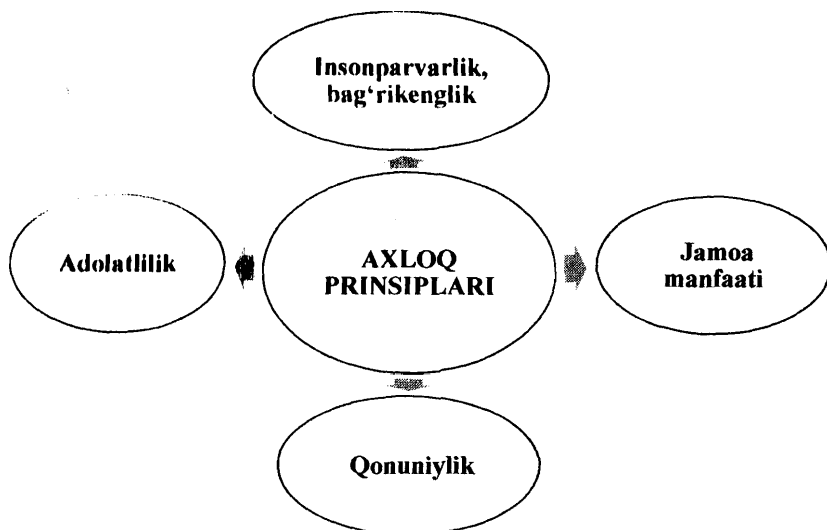 Insonparvarlik,
bag‘rikenglik
Adolatlilik
AXLOQ
PRINSIPLARI
Jamoa
manfaati
Qonuniylik